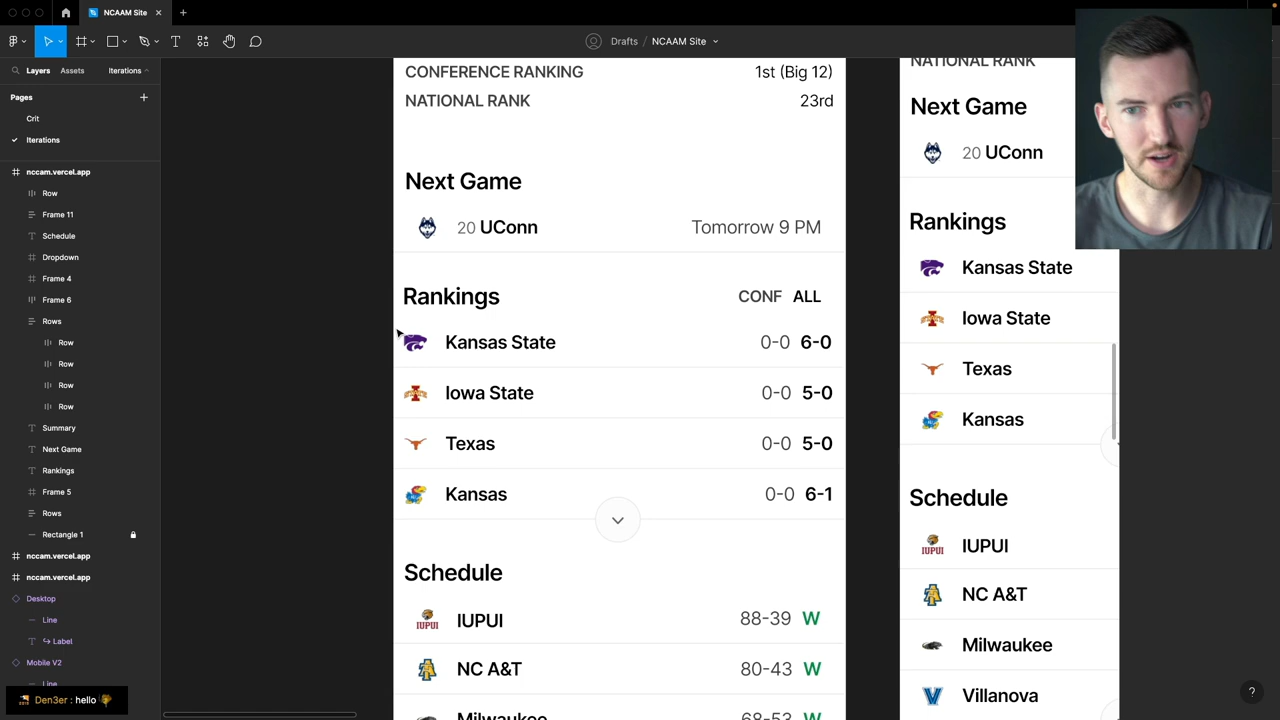 NCAAM Site
Drafts / NCAAM Site
Layers
Assets
Iterations
Pages
Crit
Iterations
nccam.vercel.app
Row
Frame 11
Schedule
Dropdown
Frame 4
Frame 6
Rows
Row
Row
Row
Row
Summary
Next Game
Rankings
Frame 5
Rows
Rectangle 1
nccam.vercel.app
nccam.vercel.app
Desktop
Line
Label
Mobile V2
Line
Den3er : hello
CONFERENCE RANKING 1st (Big 12)
NATIONAL RANK 23rd
Next Game
20 UConn Tomorrow 9 PM
Rankings CONF ALL
Kansas State 0-0 6-0
Iowa State 0-0 5-0
Texas 0-0 5-0
Kansas 0-0 6-1
Schedule
IUPUI IUPUI 88-39 W
NC A&T 80-43 W
Milwaukee 68-53 W
NATIONAL RANK
Next Game
20 UConn
Rankings
Kansas State
Iowa State
Texas
Kansas
Schedule
IUPUI IUPUI
NC A&T
Milwaukee
Villanova
?